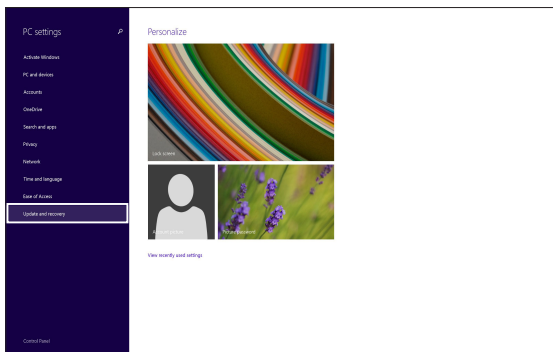 PC settings
Personalize
Activate Windows
PC and devices
Accounts
OneDrive
Search and apps
Privacy
Network
Time and language
Ease of Access
Update and recovery
Control Panel
Lock screen
Account picture
Picture password
View recently used settings